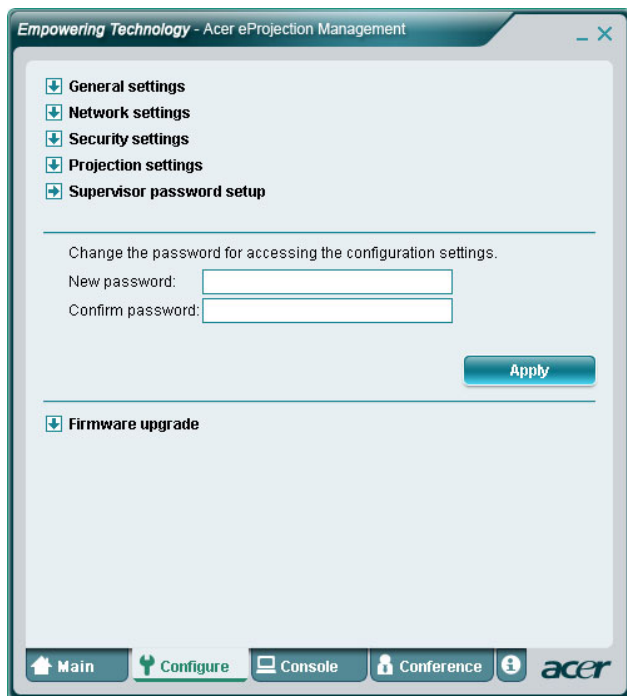 Empowering Technology - Acer eProjection Management
General settings
Network settings
Security settings
Projection settings
Supervisor password setup
Change the password for accessing the configuration settings.
New password:
Confirm password:
Apply
Firmware upgrade
Main Configure Console Conference acer